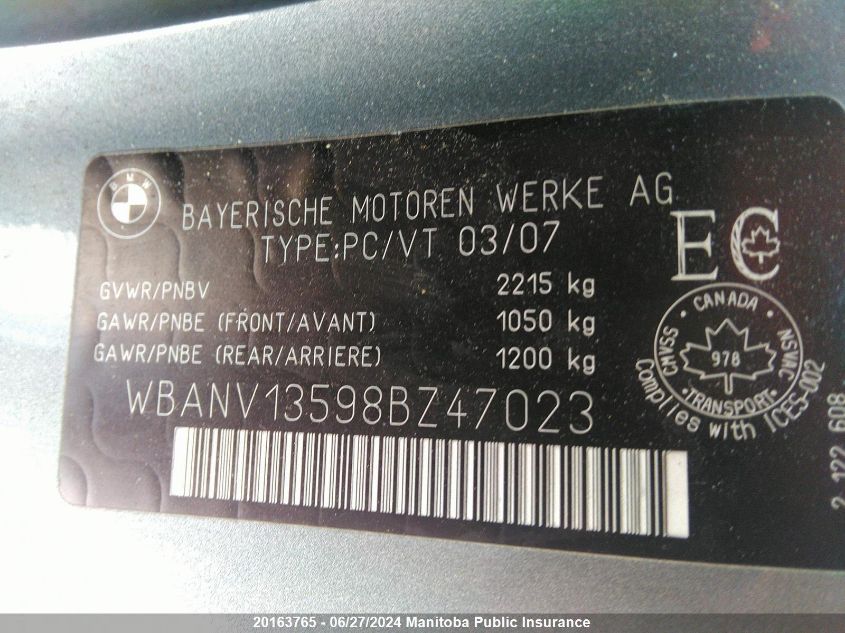 BMW
BAYERISCHE MOTOREN WERKE AG
TYPE:PC/VT 03/07
EC
GVWR/PNBV 2215 kg
GAWR/PNBE (FRONT/AVANT) 1050 kg
GAWR/PNBE (REAR/ARRIERE) 1200 kg
WBANV13598BZ47023
CANADA
CMVSS 978 NSVAC
TRANSPORT
Complies with ICES-002
2 122 608
20163765 - 06/27/2024 Manitoba Public Insurance